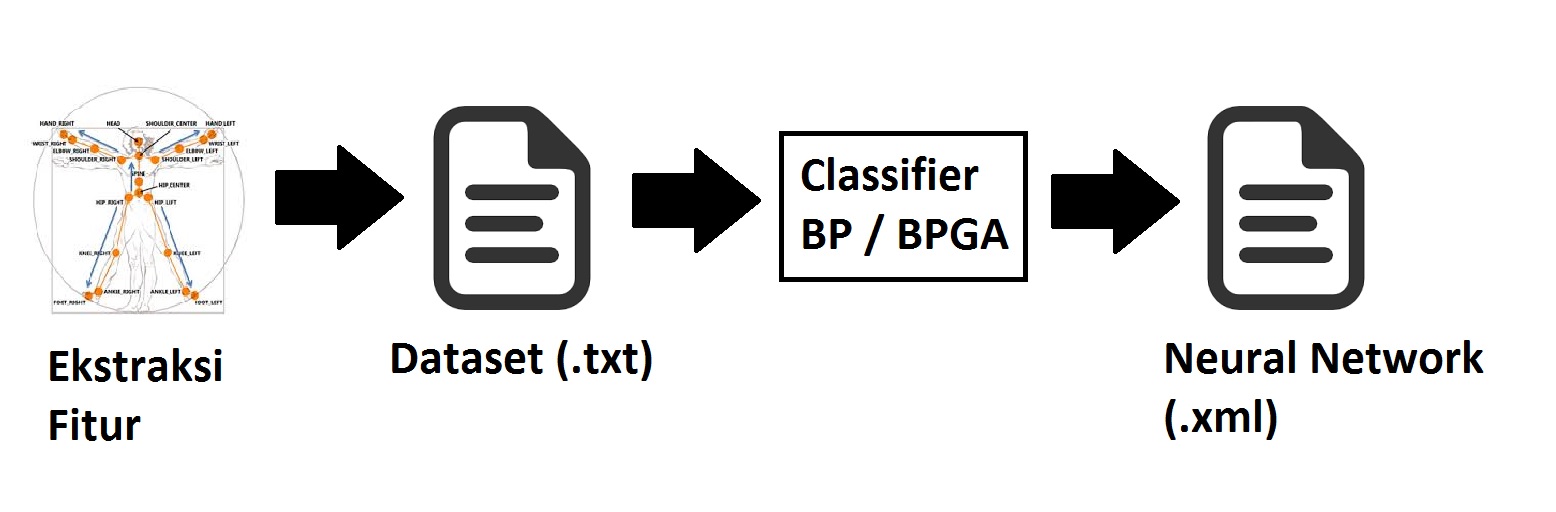 HAND_RIGHT
HEAD
SHOULDER_CENTER
HAND_LEFT
WRIST_RIGHT
WRIST_LEFT
ELBOW_RIGHT
ELBOW_LEFT
SHOULDER_RIGHT
SHOULDER_LEFT
SPINE
HIP_CENTER
HIP_RIGHT
HIP_LEFT
KNEE_RIGHT
KNEE_LEFT
ANKLE_RIGHT
ANKLE_LEFT
FOOT_RIGHT
FOOT_LEFT
Ekstraksi
Fitur
Dataset (.txt)
Classifier
BP / BPGA
Neural Network
(.xml)